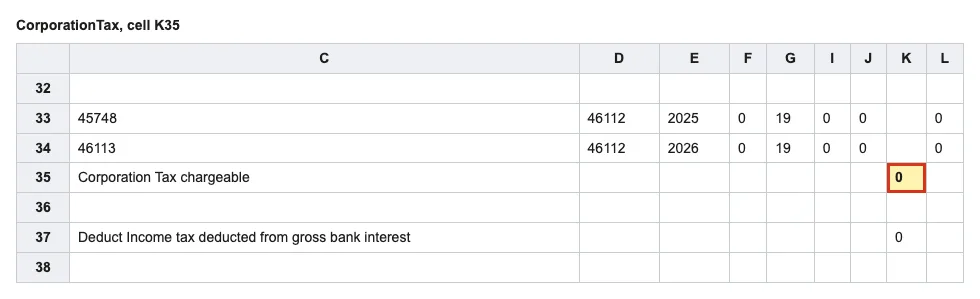 CorporationTax, cell K35
C D E F G I J K L
32
33 45748 46112 2025 0 19 0 0 0
34 46113 46112 2026 0 19 0 0 0
35 Corporation Tax chargeable 0
36
37 Deduct Income tax deducted from gross bank interest 0
38